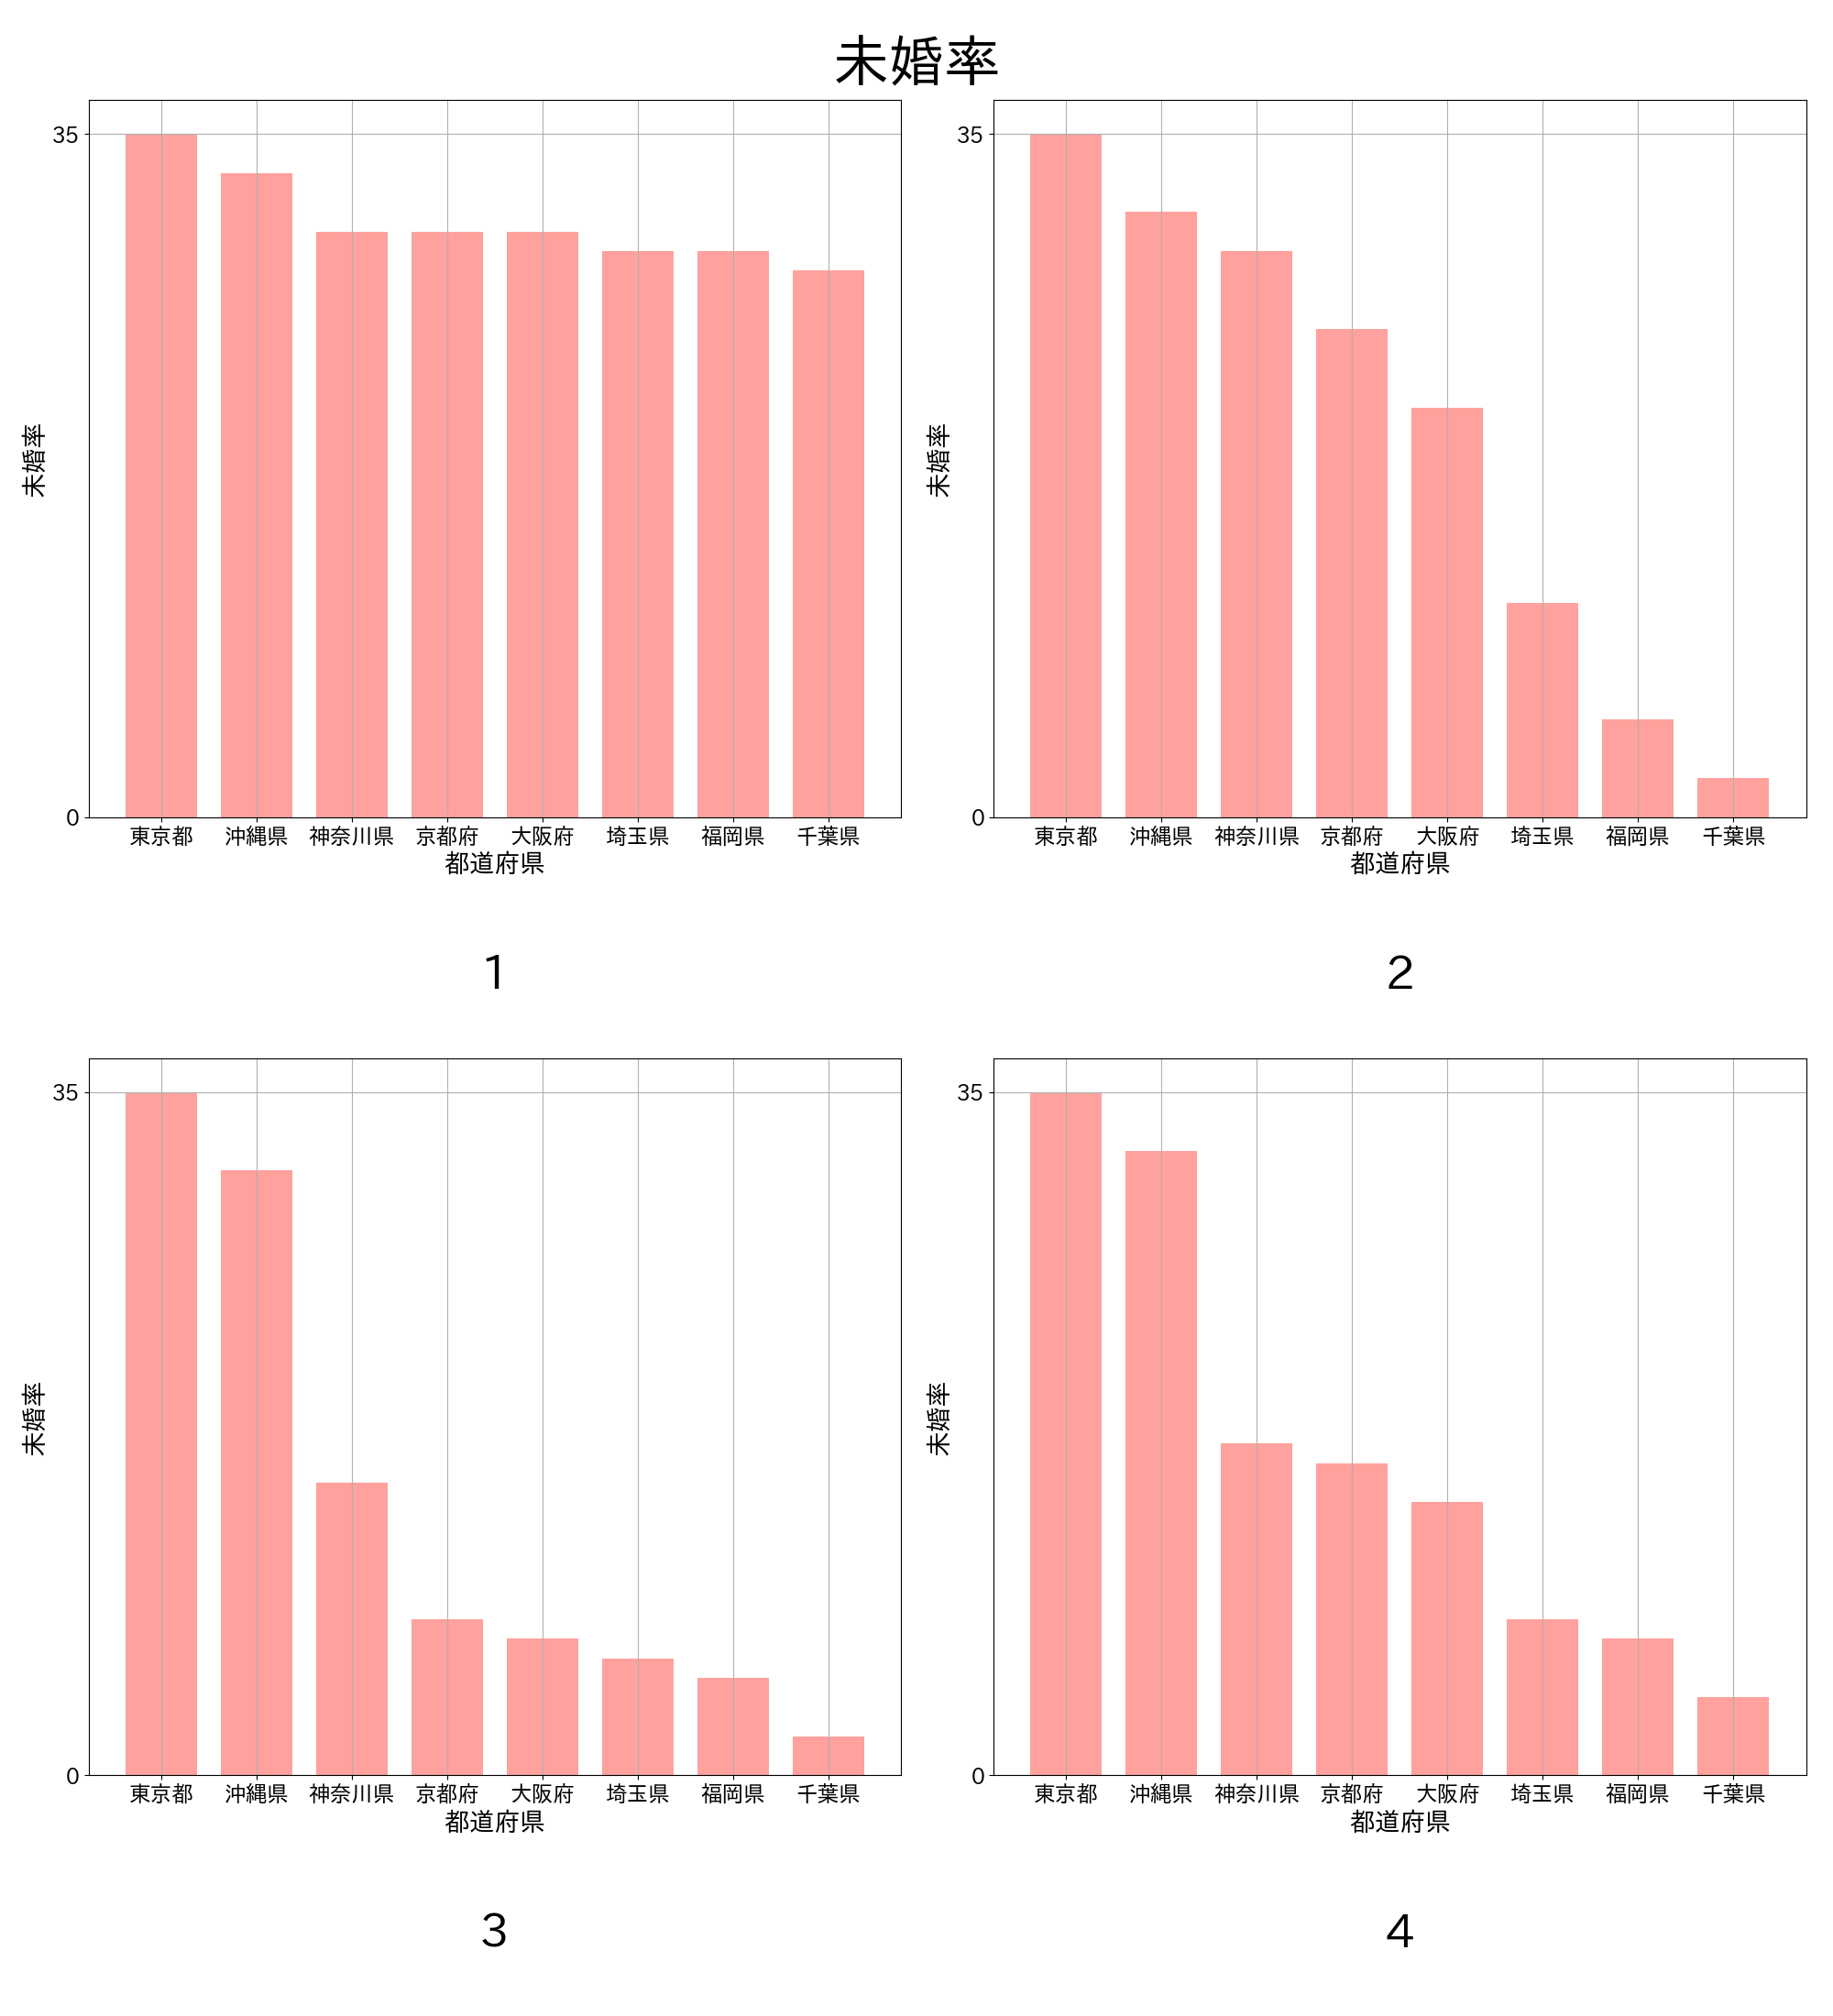 未婚率
35
0
未婚率
東京都 沖縄県 神奈川県 京都府 大阪府 埼玉県 福岡県 千葉県
都道府県
1
35
0
未婚率
東京都 沖縄県 神奈川県 京都府 大阪府 埼玉県 福岡県 千葉県
都道府県
2
35
0
未婚率
東京都 沖縄県 神奈川県 京都府 大阪府 埼玉県 福岡県 千葉県
都道府県
3
35
0
未婚率
東京都 沖縄県 神奈川県 京都府 大阪府 埼玉県 福岡県 千葉県
都道府県
4